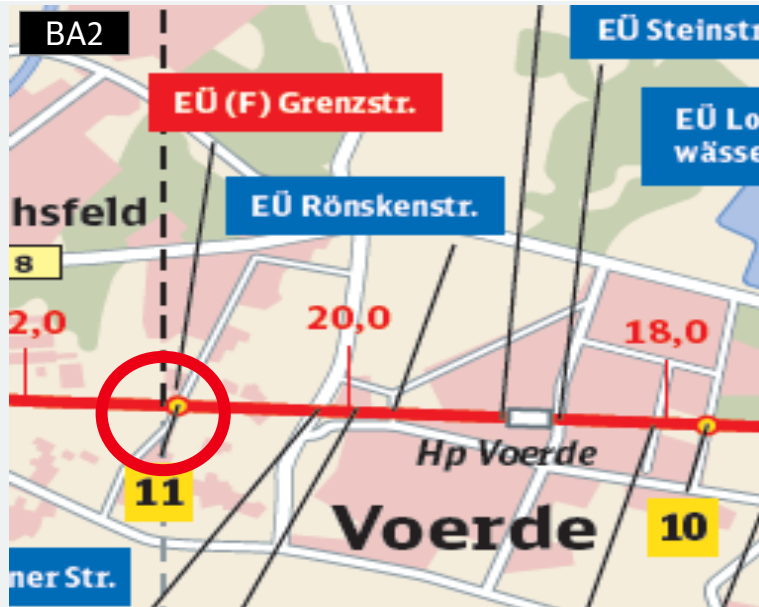 BA2
EÜ Steinstr
EÜ (F) Grenzstr.
EÜ Lo
wässe
EÜ Rönskenstr.
hsfeld
8
2,0
20,0
18,0
Hp Voerde
11
Voerde
10
ner Str.